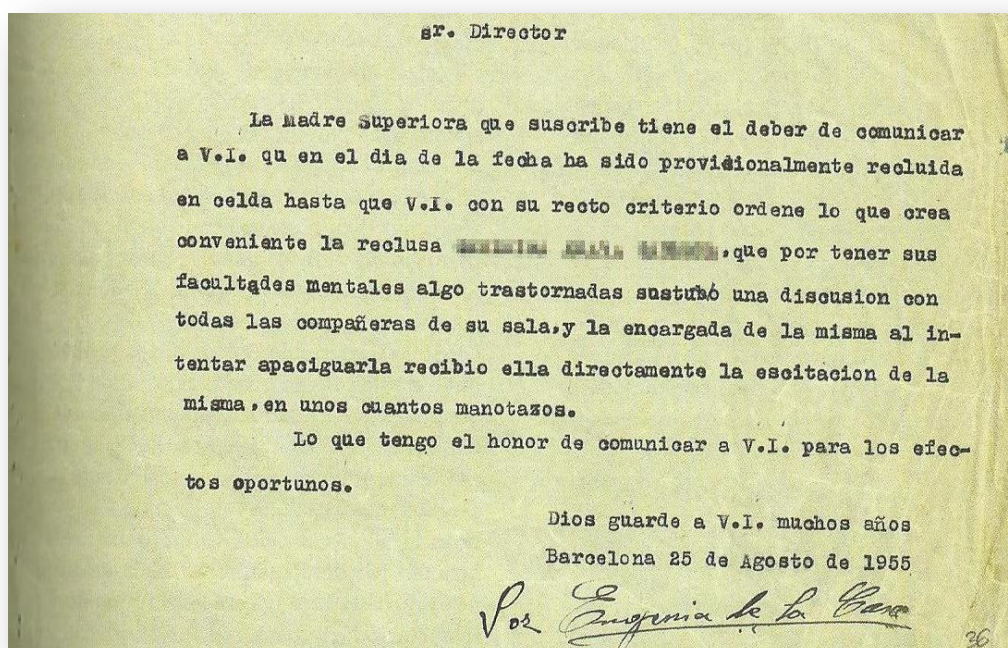 sr. Director
La Madre Superiora que suscribe tiene el deber de comunicar
a V.I. qu en el dia de la fecha ha sido provisionalmente recluida
en celda hasta que V.I. con su recto criterio ordene lo que crea
conveniente la reclusa ,que por tener sus
facultades mentales algo trastornadas sustubó una discusion con
todas las compañeras de su sala,y la encargada de la misma al in-
tentar apaciguarla recibio ella directamente la escitacion de la
misma,en unos cuantos manotazos.
Lo que tengo el honor de comunicar a V.I. para los efec-
tos oportunos.
Dios guarde a V.I. muchos años
Barcelona 25 de Agosto de 1955
Sor Eugenia de la
36